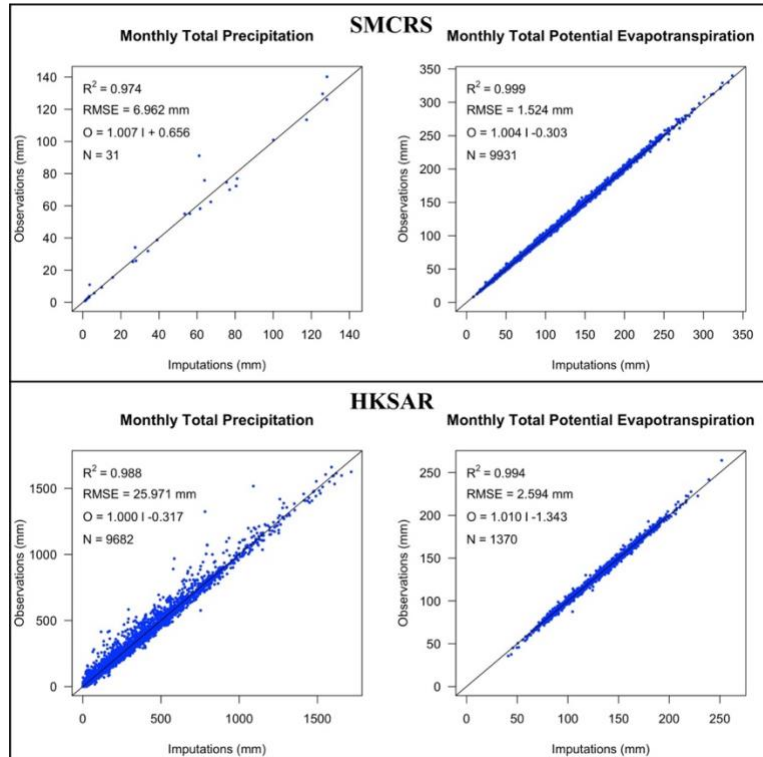 SMCRS
Monthly Total Precipitation
Monthly Total Potential Evapotranspiration
R² = 0.974
RMSE = 6.962 mm
O = 1.007 I + 0.656
N = 31
Observations (mm)
140
120
100
80
60
40
20
0
0 20 40 60 80 100 120 140
Imputations (mm)
R² = 0.999
RMSE = 1.524 mm
O = 1.004 I -0.303
N = 9931
Observations (mm)
350
300
250
200
150
100
50
0
0 50 100 150 200 250 300 350
Imputations (mm)
HKSAR
Monthly Total Precipitation
Monthly Total Potential Evapotranspiration
R² = 0.988
RMSE = 25.971 mm
O = 1.000 I -0.317
N = 9682
Observations (mm)
1500
1000
500
0
0 500 1000 1500
Imputations (mm)
R² = 0.994
RMSE = 2.594 mm
O = 1.010 I -1.343
N = 1370
Observations (mm)
250
200
150
100
50
0
0 50 100 150 200 250
Imputations (mm)